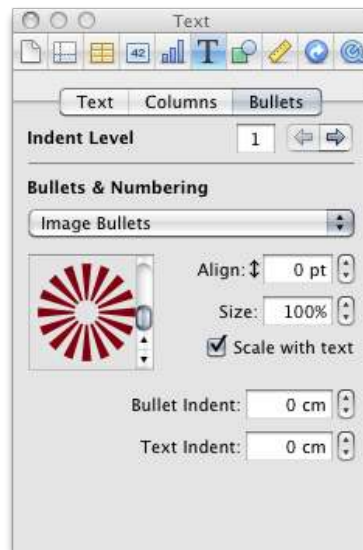 Text
42
Text Columns Bullets
Indent Level 1
Bullets & Numbering
Image Bullets
Align: 0 pt
Size: 100%
Scale with text
Bullet Indent: 0 cm
Text Indent: 0 cm